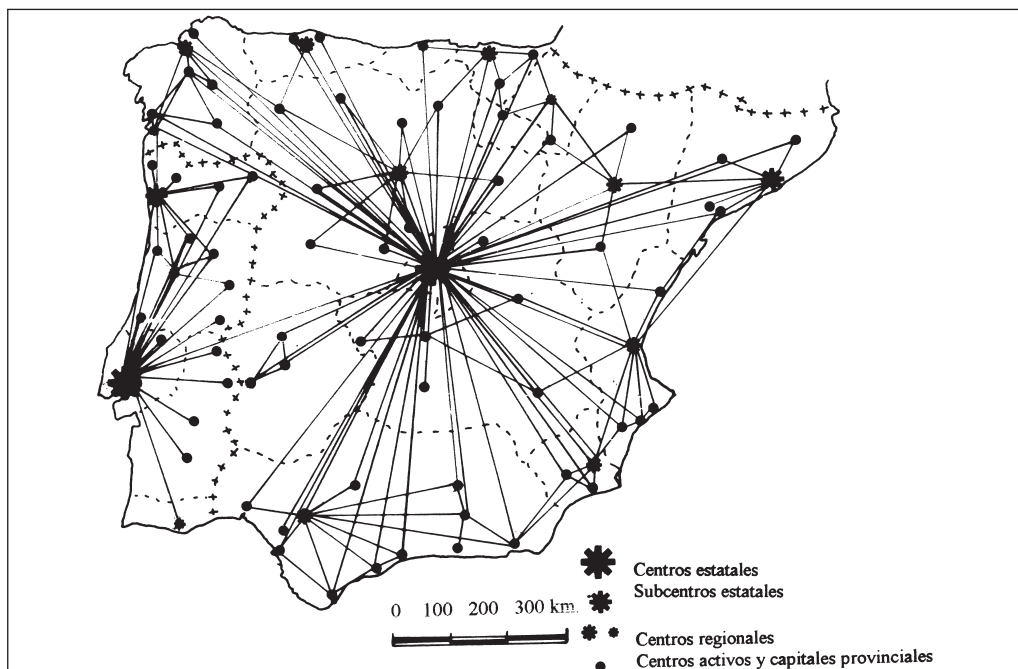 0 100 200 300 km.
Centros estatales
Subcentros estatales
Centros regionales
Centros activos y capitales provinciales